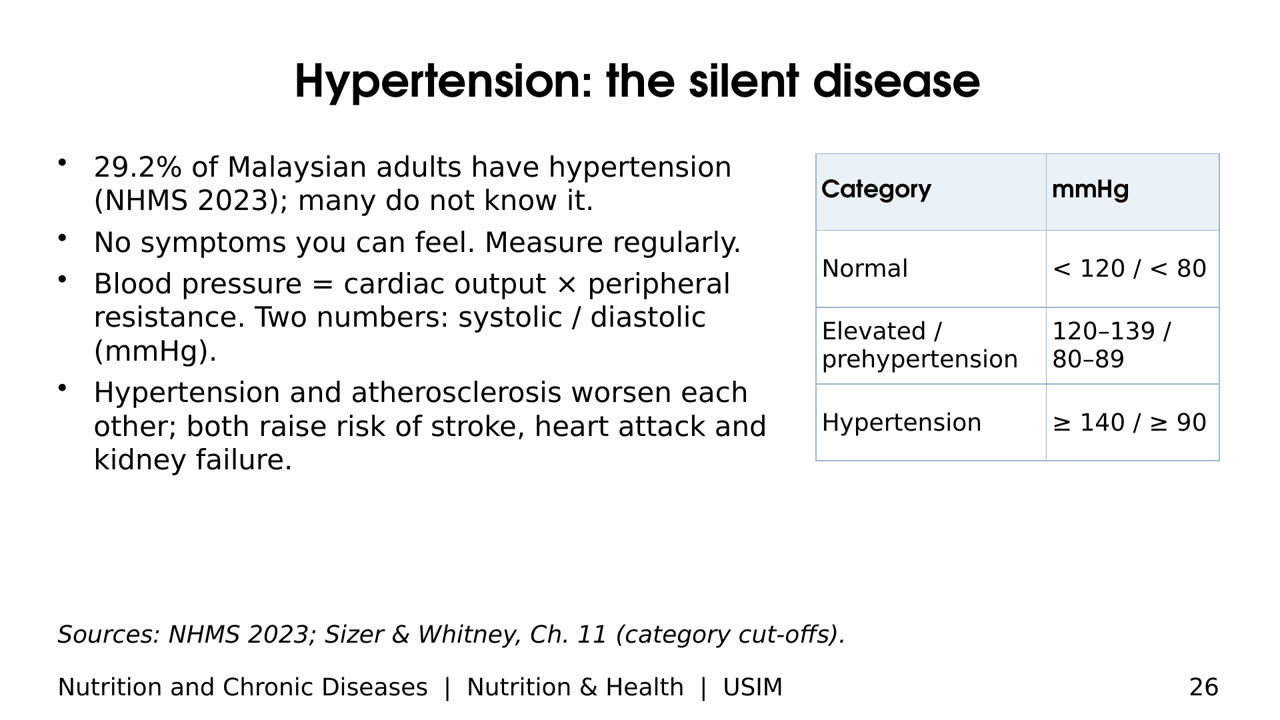 Hypertension: the silent disease
• 29.2% of Malaysian adults have hypertension
(NHMS 2023); many do not know it.
• No symptoms you can feel. Measure regularly.
• Blood pressure = cardiac output × peripheral
resistance. Two numbers: systolic / diastolic
(mmHg).
• Hypertension and atherosclerosis worsen each
other; both raise risk of stroke, heart attack and
kidney failure.
Category mmHg
Normal < 120 / < 80
Elevated / 120–139 /
prehypertension 80–89
Hypertension ≥ 140 / ≥ 90
Sources: NHMS 2023; Sizer & Whitney, Ch. 11 (category cut-offs).
Nutrition and Chronic Diseases | Nutrition & Health | USIM 26